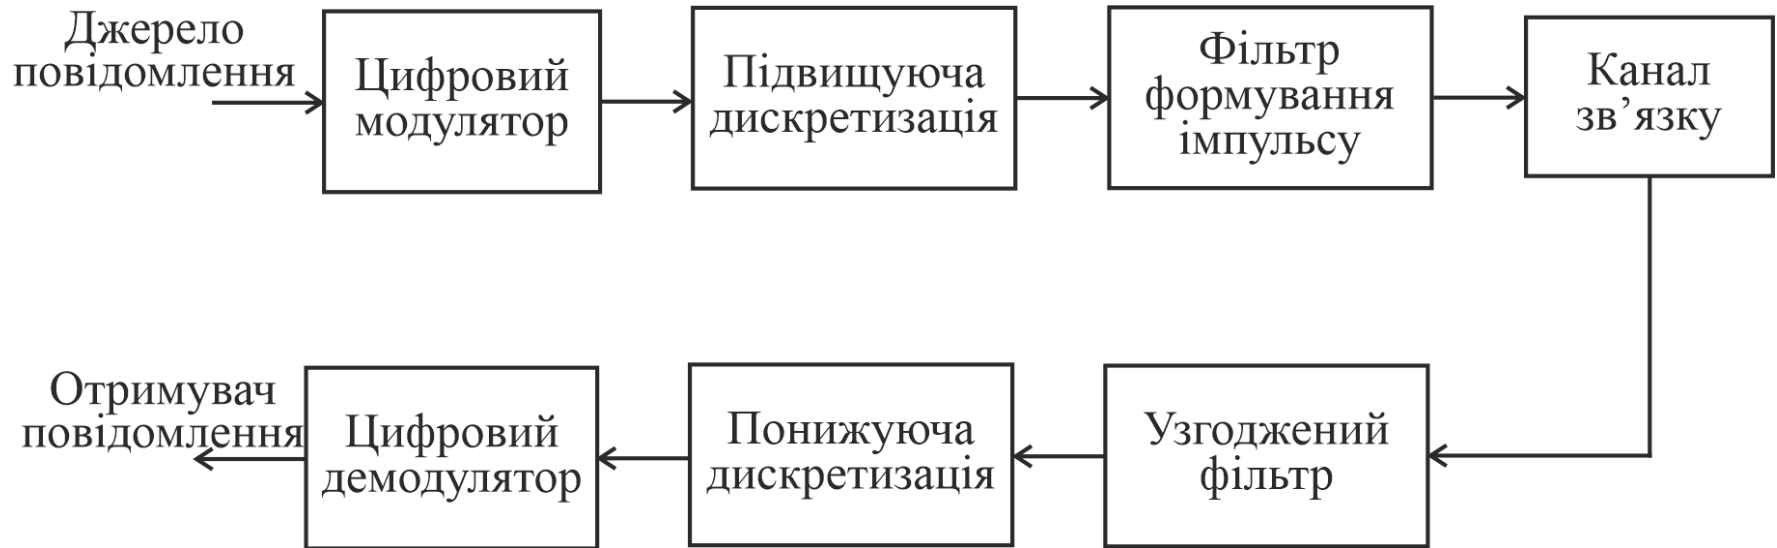 Джерело
повідомлення
Цифровий
модулятор
Підвищуюча
дискретизація
Фільтр
формування
імпульсу
Канал
зв’язку
Отримувач
повідомлення
Цифровий
демодулятор
Понижуюча
дискретизація
Узгоджений
фільтр